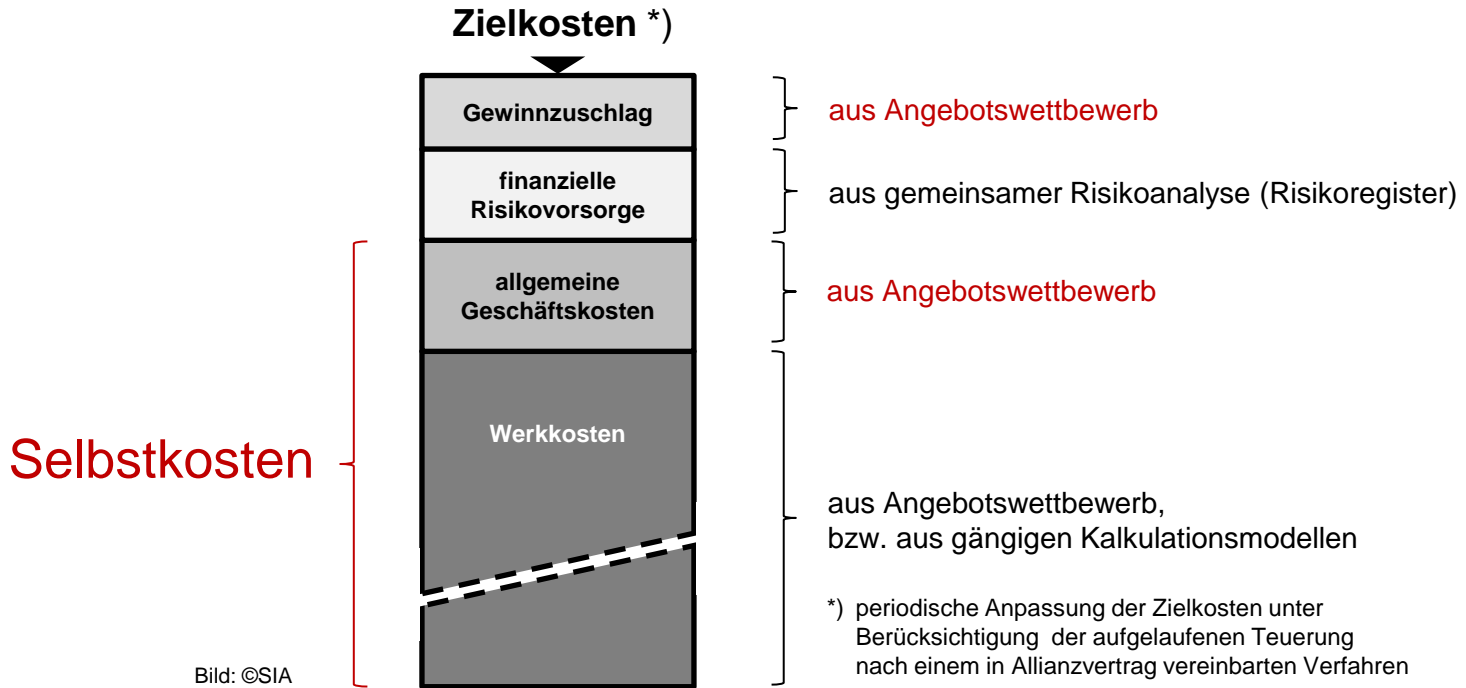 Zielkosten *)
Gewinnzuschlag
aus Angebotswettbewerb
finanzielle
Risikovorsorge
aus gemeinsamer Risikoanalyse (Risikoregister)
allgemeine
Geschäftskosten
aus Angebotswettbewerb
Werkkosten
Selbstkosten
aus Angebotswettbewerb,
bzw. aus gängigen Kalkulationsmodellen
*) periodische Anpassung der Zielkosten unter
Berücksichtigung der aufgelaufenen Teuerung
nach einem in Allianzvertrag vereinbarten Verfahren
Bild: ©SIA